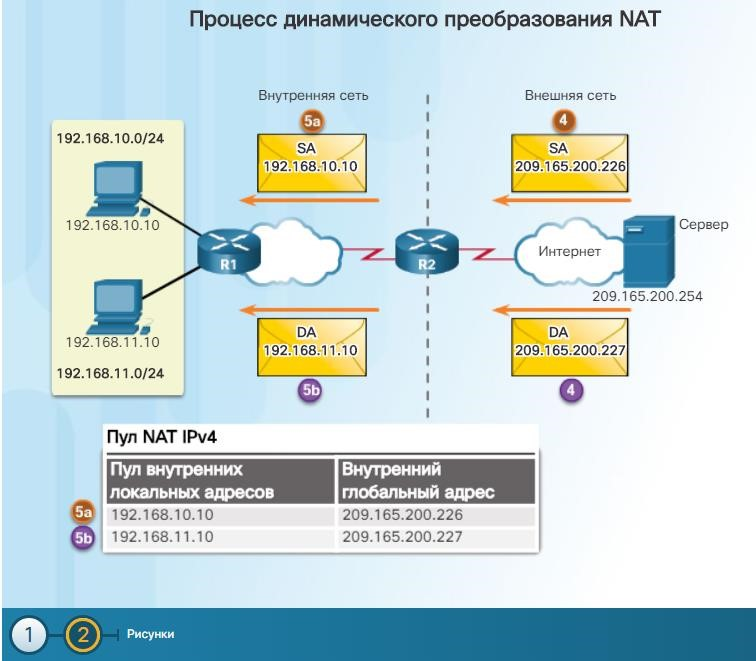 Процесс динамического преобразования NAT
Внутренняя сеть
Внешняя сеть
5a
4
192.168.10.0/24
SA
192.168.10.10
SA
209.165.200.226
192.168.10.10
R1
R2
Интернет
Сервер
209.165.200.254
192.168.11.10
192.168.11.0/24
DA
192.168.11.10
DA
209.165.200.227
5b
4
Пул NAT IPv4
Пул внутренних локальных адресов
Внутренний глобальный адрес
5a
192.168.10.10
209.165.200.226
5b
192.168.11.10
209.165.200.227
1
2
Рисунки